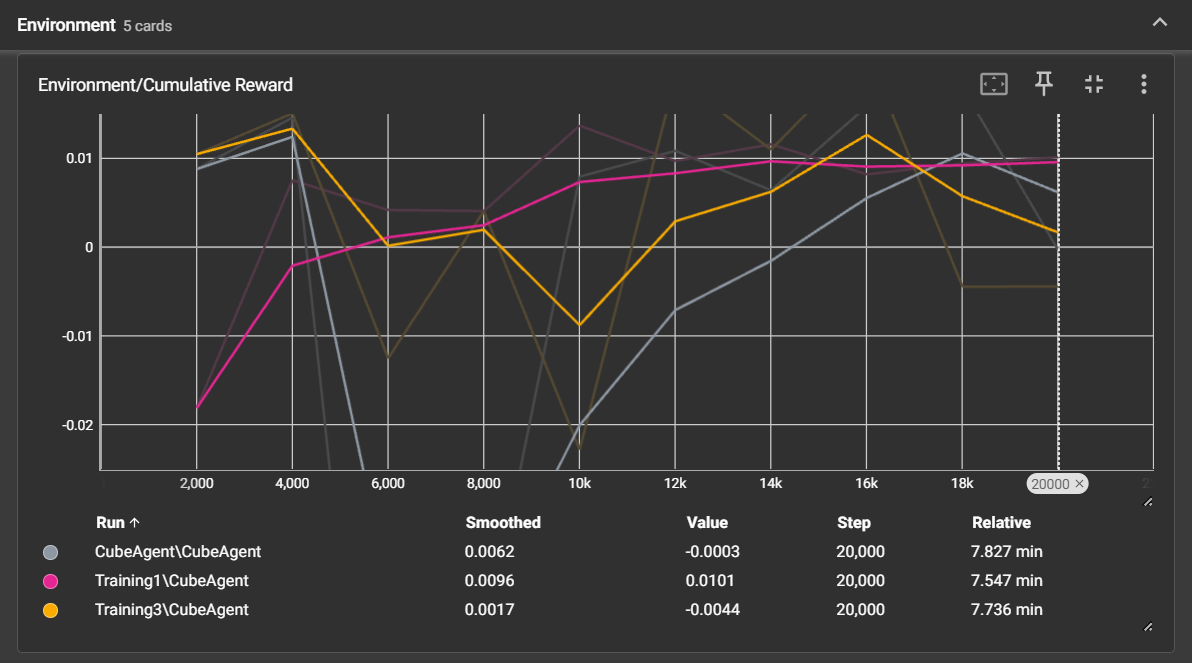 Environment 5 cards
Environment/Cumulative Reward
0.01
0
-0.01
-0.02
2,000 4,000 6,000 8,000 10k 12k 14k 16k 18k 20000 ×
Run ↑ Smoothed Value Step Relative
CubeAgent\CubeAgent 0.0062 -0.0003 20,000 7.827 min
Training1\CubeAgent 0.0096 0.0101 20,000 7.547 min
Training3\CubeAgent 0.0017 -0.0044 20,000 7.736 min